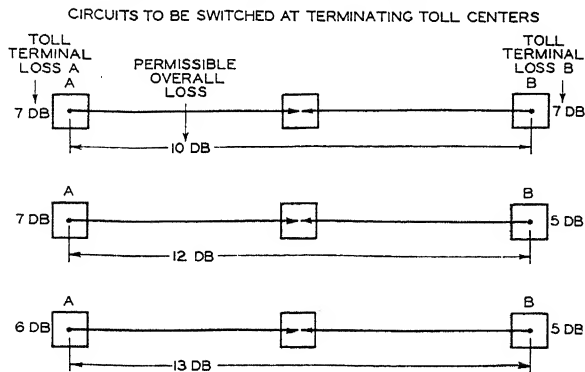 CIRCUITS TO BE SWITCHED AT TERMINATING TOLL CENTERS
TOLL
TERMINAL
LOSS A
PERMISSIBLE
OVERALL
LOSS
TOLL
TERMINAL
LOSS B
A
B
7 DB
7 DB
10 DB
A
B
7 DB
5 DB
12 DB
A
B
6 DB
5 DB
13 DB